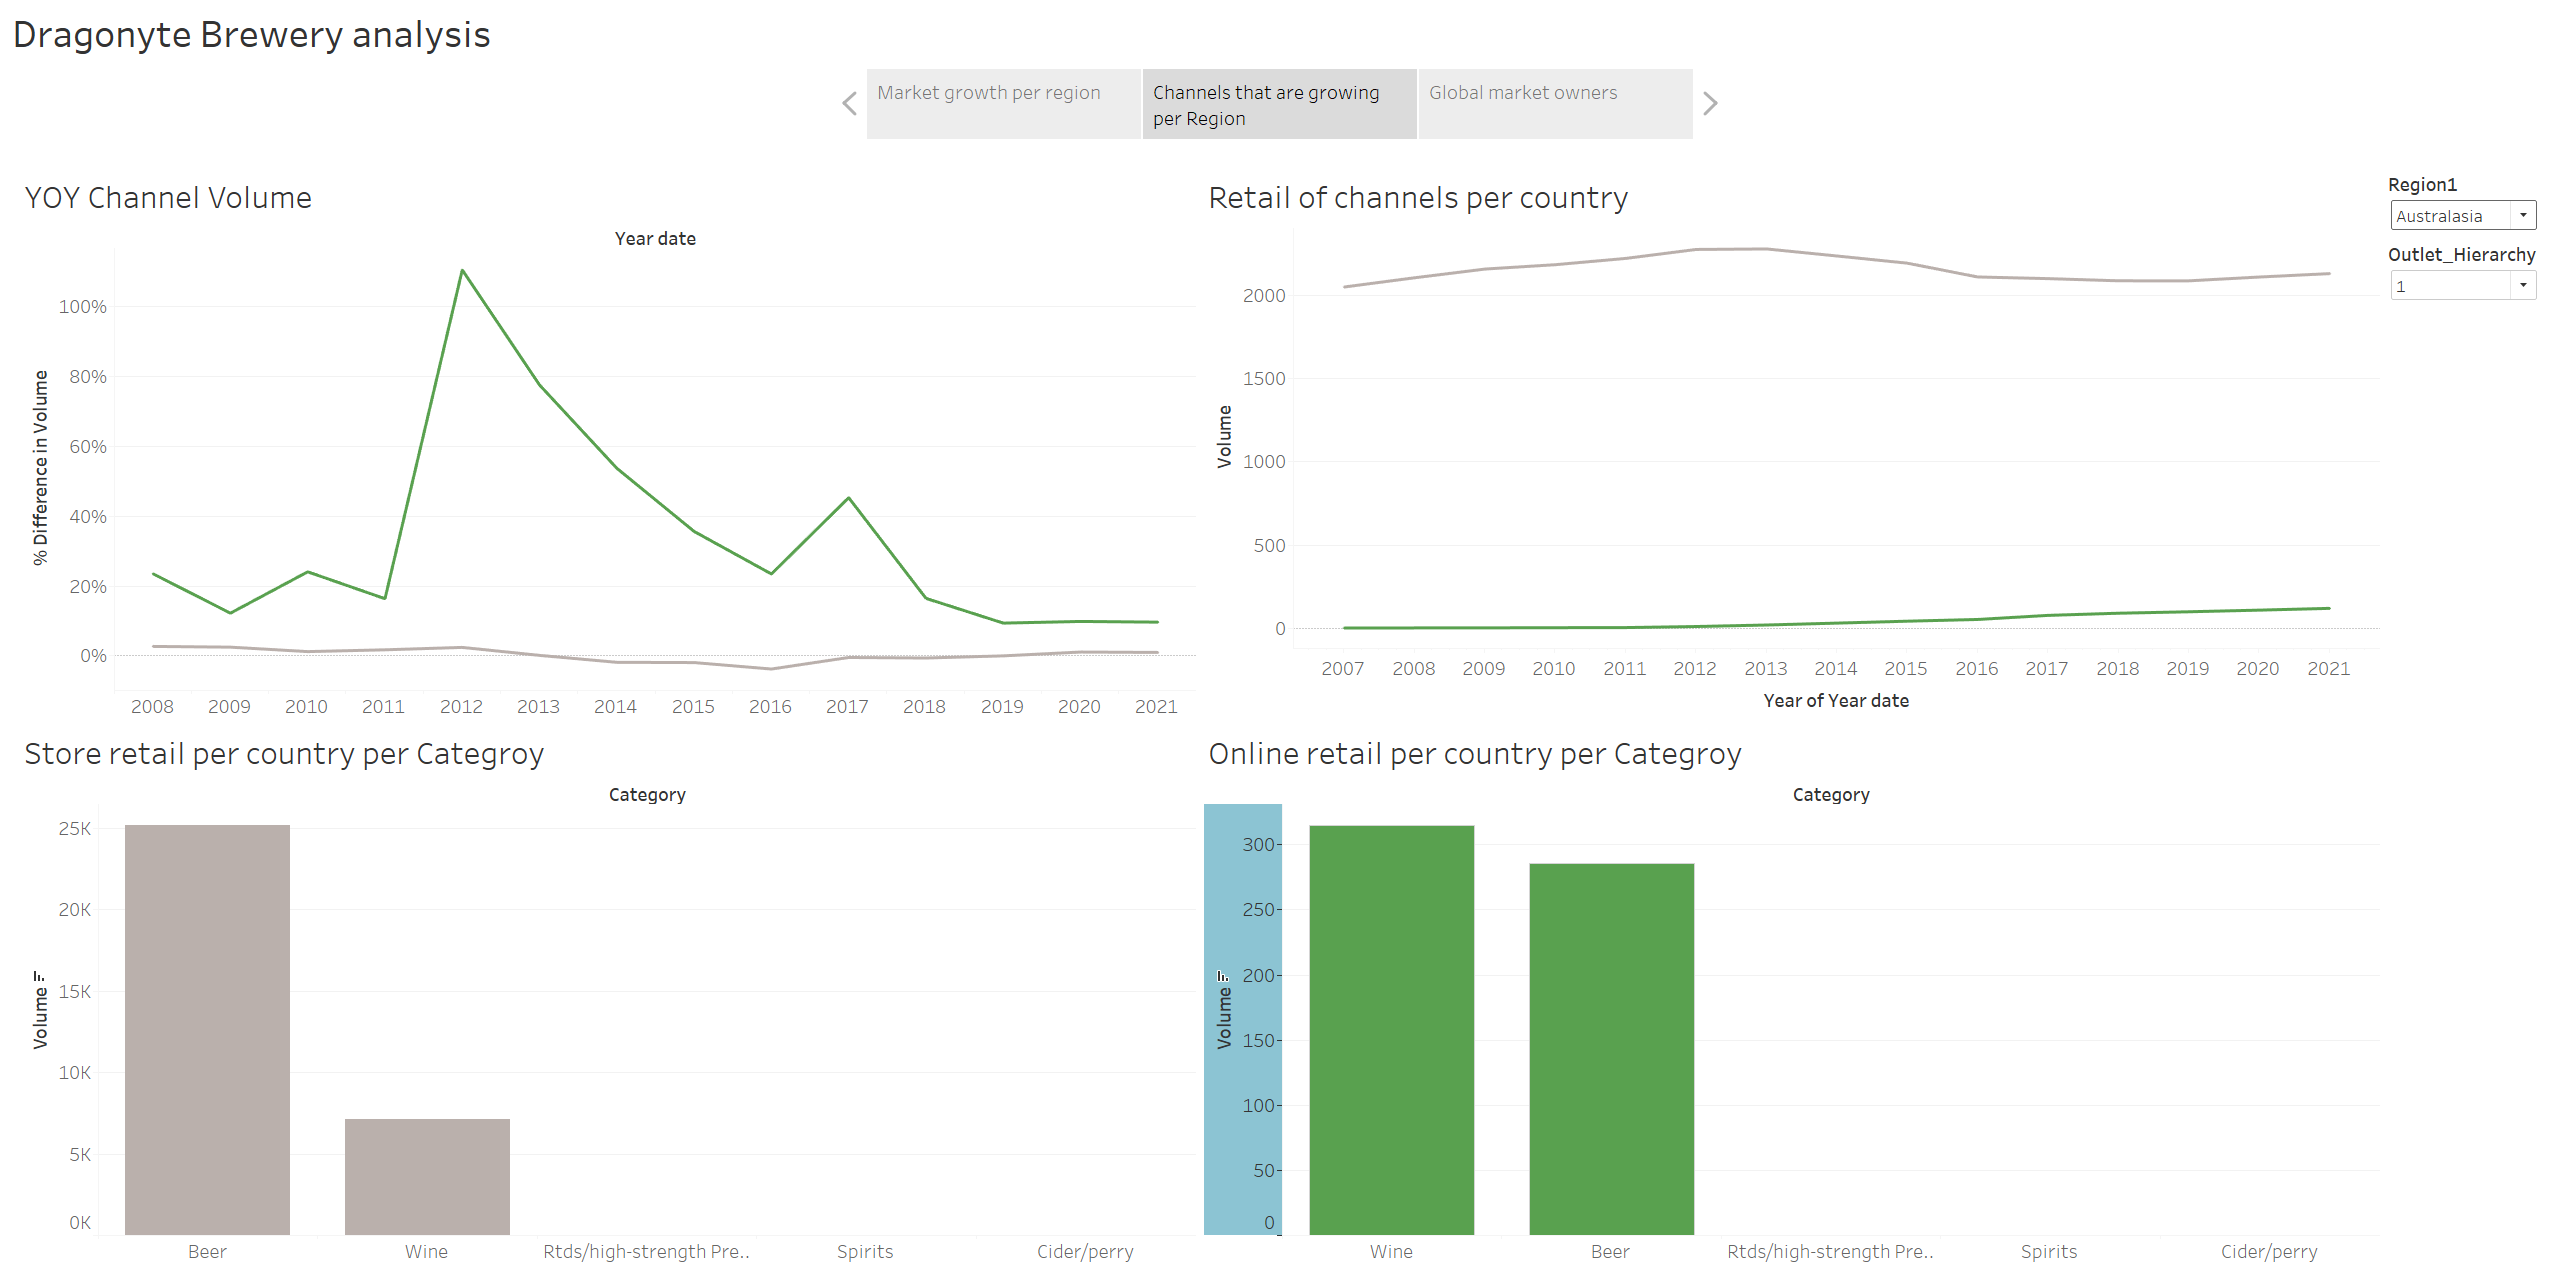 Dragonyte Brewery analysis
Market growth per region
Channels that are growing
per Region
Global market owners
YOY Channel Volume
Year date
% Difference in Volume
100%
80%
60%
40%
20%
0%
2008 2009 2010 2011 2012 2013 2014 2015 2016 2017 2018 2019 2020 2021
Retail of channels per country
Volume
2000
1500
1000
500
0
2007 2008 2009 2010 2011 2012 2013 2014 2015 2016 2017 2018 2019 2020 2021
Year of Year date
Region1
Australasia
Outlet_Hierarchy
1
Store retail per country per Categroy
Category
Volume
25K
20K
15K
10K
5K
0K
Beer Wine Rtds/high-strength Pre.. Spirits Cider/perry
Online retail per country per Categroy
Category
Volume
300
250
200
150
100
50
0
Wine Beer Rtds/high-strength Pre.. Spirits Cider/perry